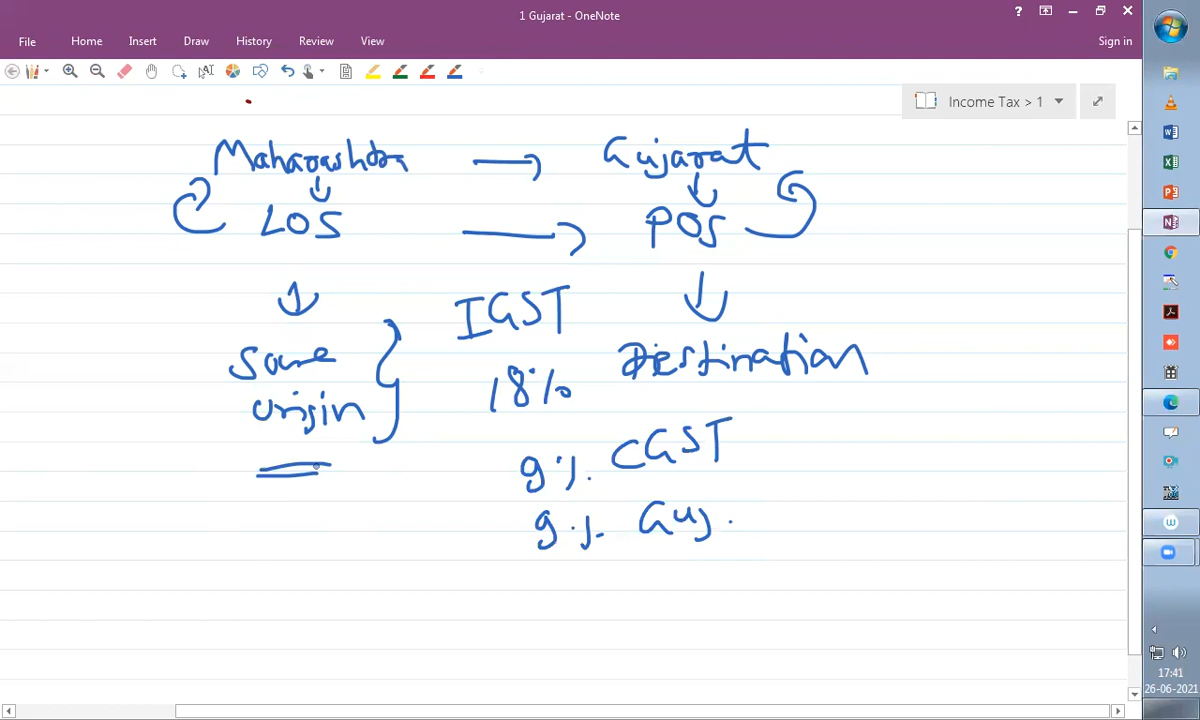 1 Gujarat - OneNote
File Home Insert Draw History Review View Sign in
Income Tax > 1
Maharashtra → Gujarat
LOS → POS
IGST
Destination
Some
origin
18%
9%. CGST
9%. Guj.
17:41
26-06-2021